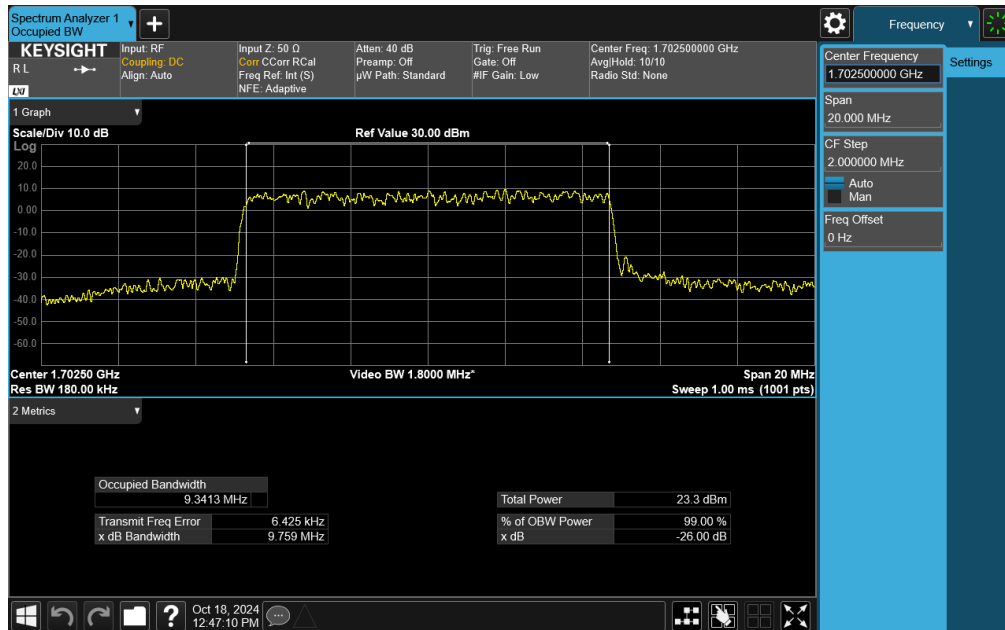 Spectrum Analyzer 1
Occupied BW
Frequency
KEYSIGHT
R L
LXI
Input: RF
Coupling: DC
Align: Auto
Input Z: 50 Ω
Corr CCorr RCal
Freq Ref: Int (S)
NFE: Adaptive
Atten: 40 dB
Preamp: Off
µW Path: Standard
Trig: Free Run
Gate: Off
#IF Gain: Low
Center Freq: 1.702500000 GHz
Avg|Hold: 10/10
Radio Std: None
Center Frequency
1.702500000 GHz
Settings
Span
20.000 MHz
CF Step
2.000000 MHz
Auto
Man
Freq Offset
0 Hz
1 Graph
Scale/Div 10.0 dB
Ref Value 30.00 dBm
Log
20.0
10.0
0.00
-10.0
-20.0
-30.0
-40.0
-50.0
-60.0
Center 1.70250 GHz
Video BW 1.8000 MHz*
Span 20 MHz
Res BW 180.00 kHz
Sweep 1.00 ms (1001 pts)
2 Metrics
Occupied Bandwidth
9.3413 MHz
Total Power 23.3 dBm
Transmit Freq Error 6.425 kHz
% of OBW Power 99.00 %
x dB Bandwidth 9.759 MHz
x dB -26.00 dB
Oct 18, 2024
12:47:10 PM